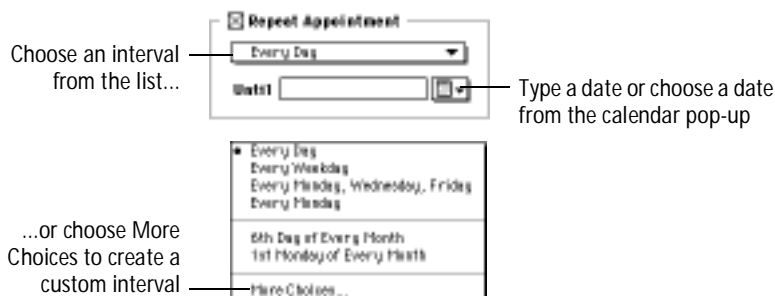 Repeat Appointment
Choose an interval
from the list...
Every Day
Until
Type a date or choose a date
from the calendar pop-up
Every Day
Every Weekday
Every Monday, Wednesday, Friday
Every Monday
6th Day of Every Month
1st Monday of Every Month
...or choose More
Choices to create a
custom interval
More Choices...